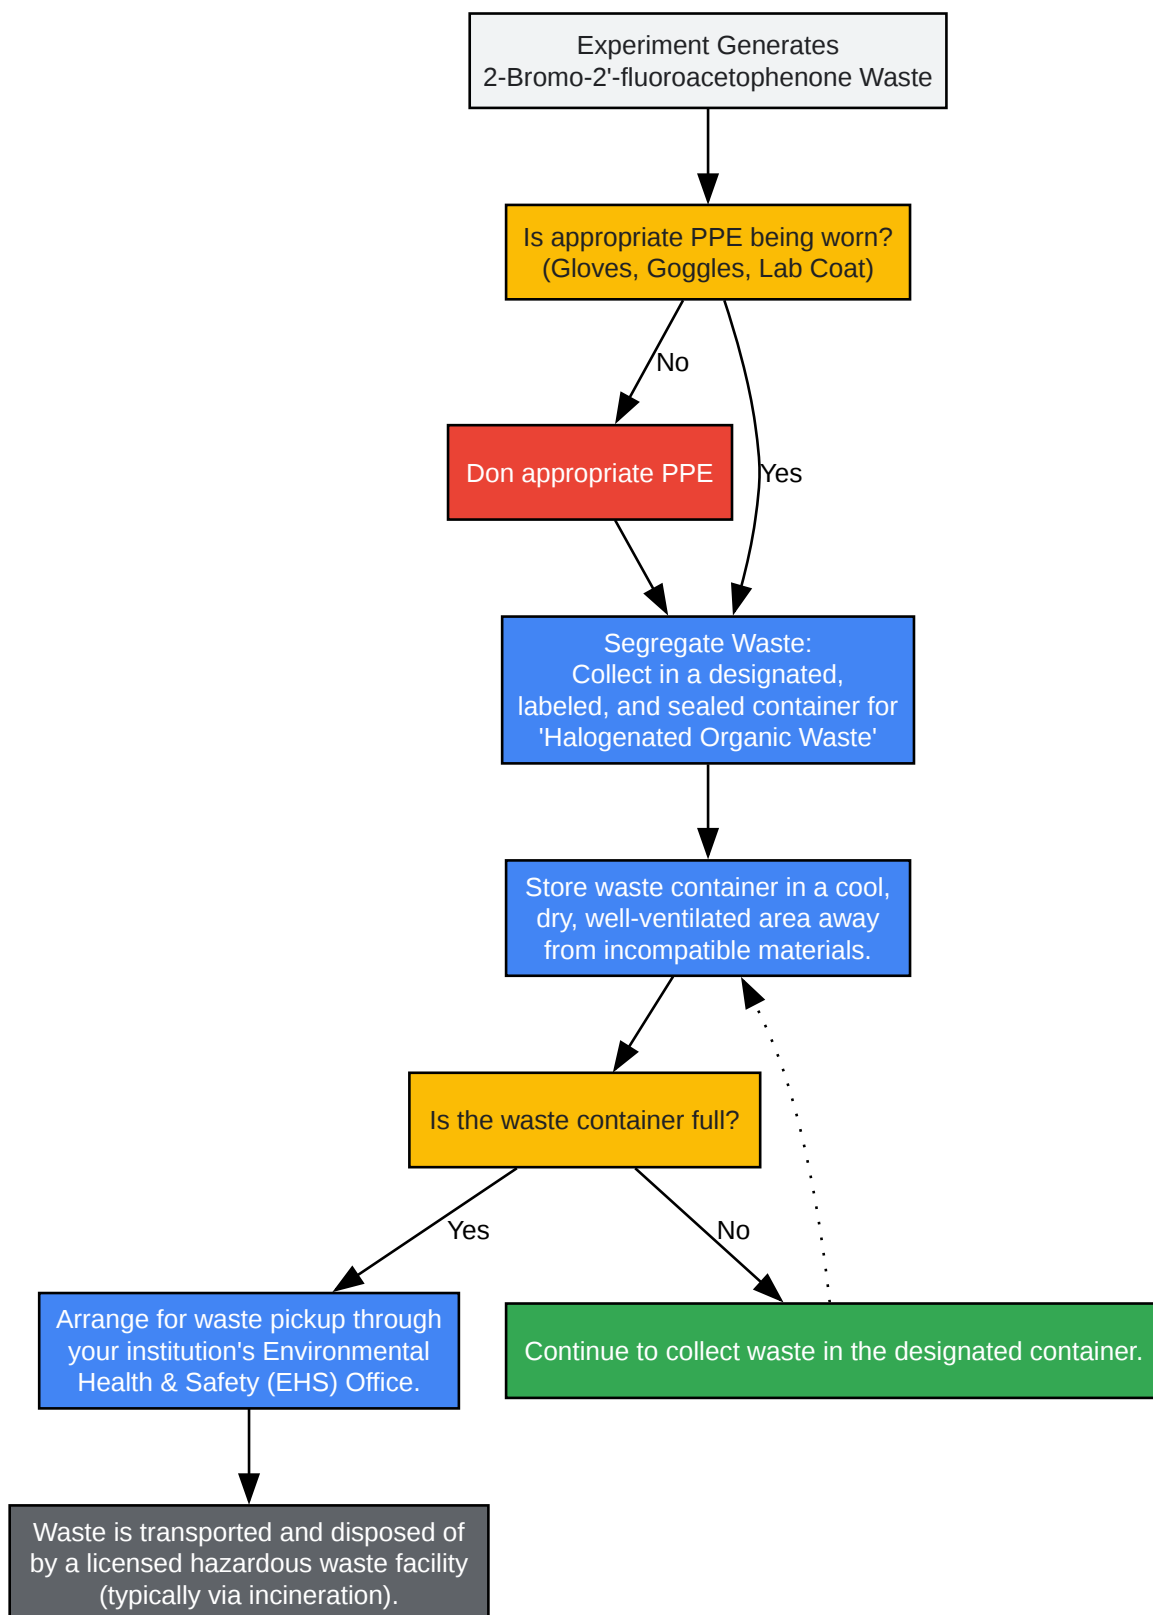 Experiment Generates
2-Bromo-2'-fluoroacetophenone Waste
Is appropriate PPE being worn?
(Gloves, Goggles, Lab Coat)
No
Don appropriate PPE
Yes
Segregate Waste:
Collect in a designated,
labeled, and sealed container for
'Halogenated Organic Waste'
Store waste container in a cool,
dry, well-ventilated area away
from incompatible materials.
Is the waste container full?
Yes
No
Arrange for waste pickup through
your institution's Environmental
Health & Safety (EHS) Office.
Continue to collect waste in the designated container.
Waste is transported and disposed of
by a licensed hazardous waste facility
(typically via incineration).